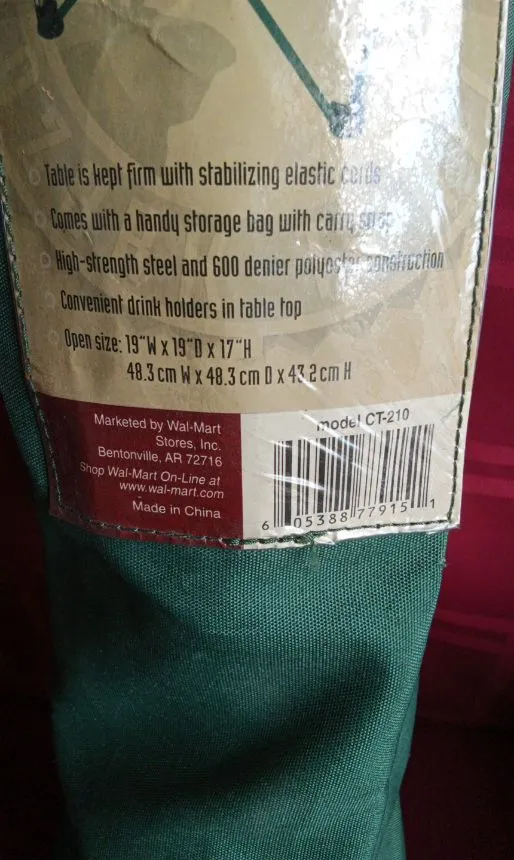 Table is kept firm with stabilizing elastic cords
Comes with a handy storage bag with carry strap
High-strength steel and 600 denier polyester construction
Convenient drink holders in table top
Open size: 19"W x 19"D x 17"H
48.3 cm W x 48.3 cm D x 43.2 cm H
Marketed by Wal-Mart
Stores, Inc.
Bentonville, AR 72716
Shop Wal-Mart On-Line at
www.wal-mart.com
Made in China
model CT-210
6 05388 77915 1